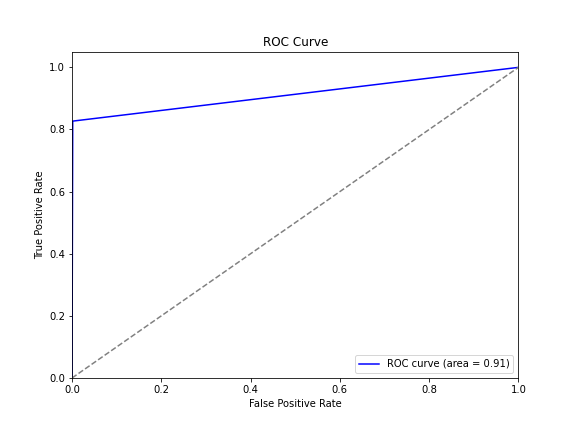 ROC Curve
True Positive Rate
1.0
0.8
0.6
0.4
0.2
0.0
0.0 0.2 0.4 0.6 0.8 1.0
False Positive Rate
ROC curve (area = 0.91)